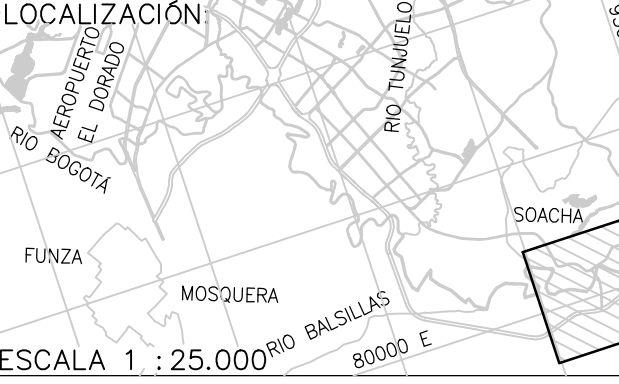 LOCALIZACIÓN:
AEROPUERTO
EL DORADO
RIO TUNJUELO
RIO BOGOTÁ
SOACHA
FUNZA
MOSQUERA
RIO BALSILLAS
80000 E
ESCALA 1 : 25.000